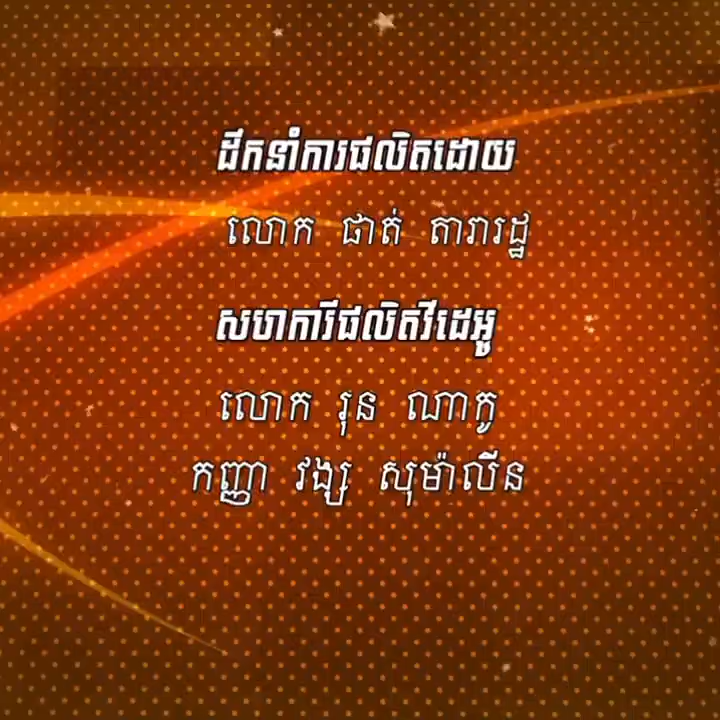 ដឹកនាំការផលិតដោយ
លោក ផាត់ តារារដ្ឋ
សហការីផលិតវីដេអូ
លោក រុន ណាកូ
កញ្ញា វង្ស សុម៉ាលីន